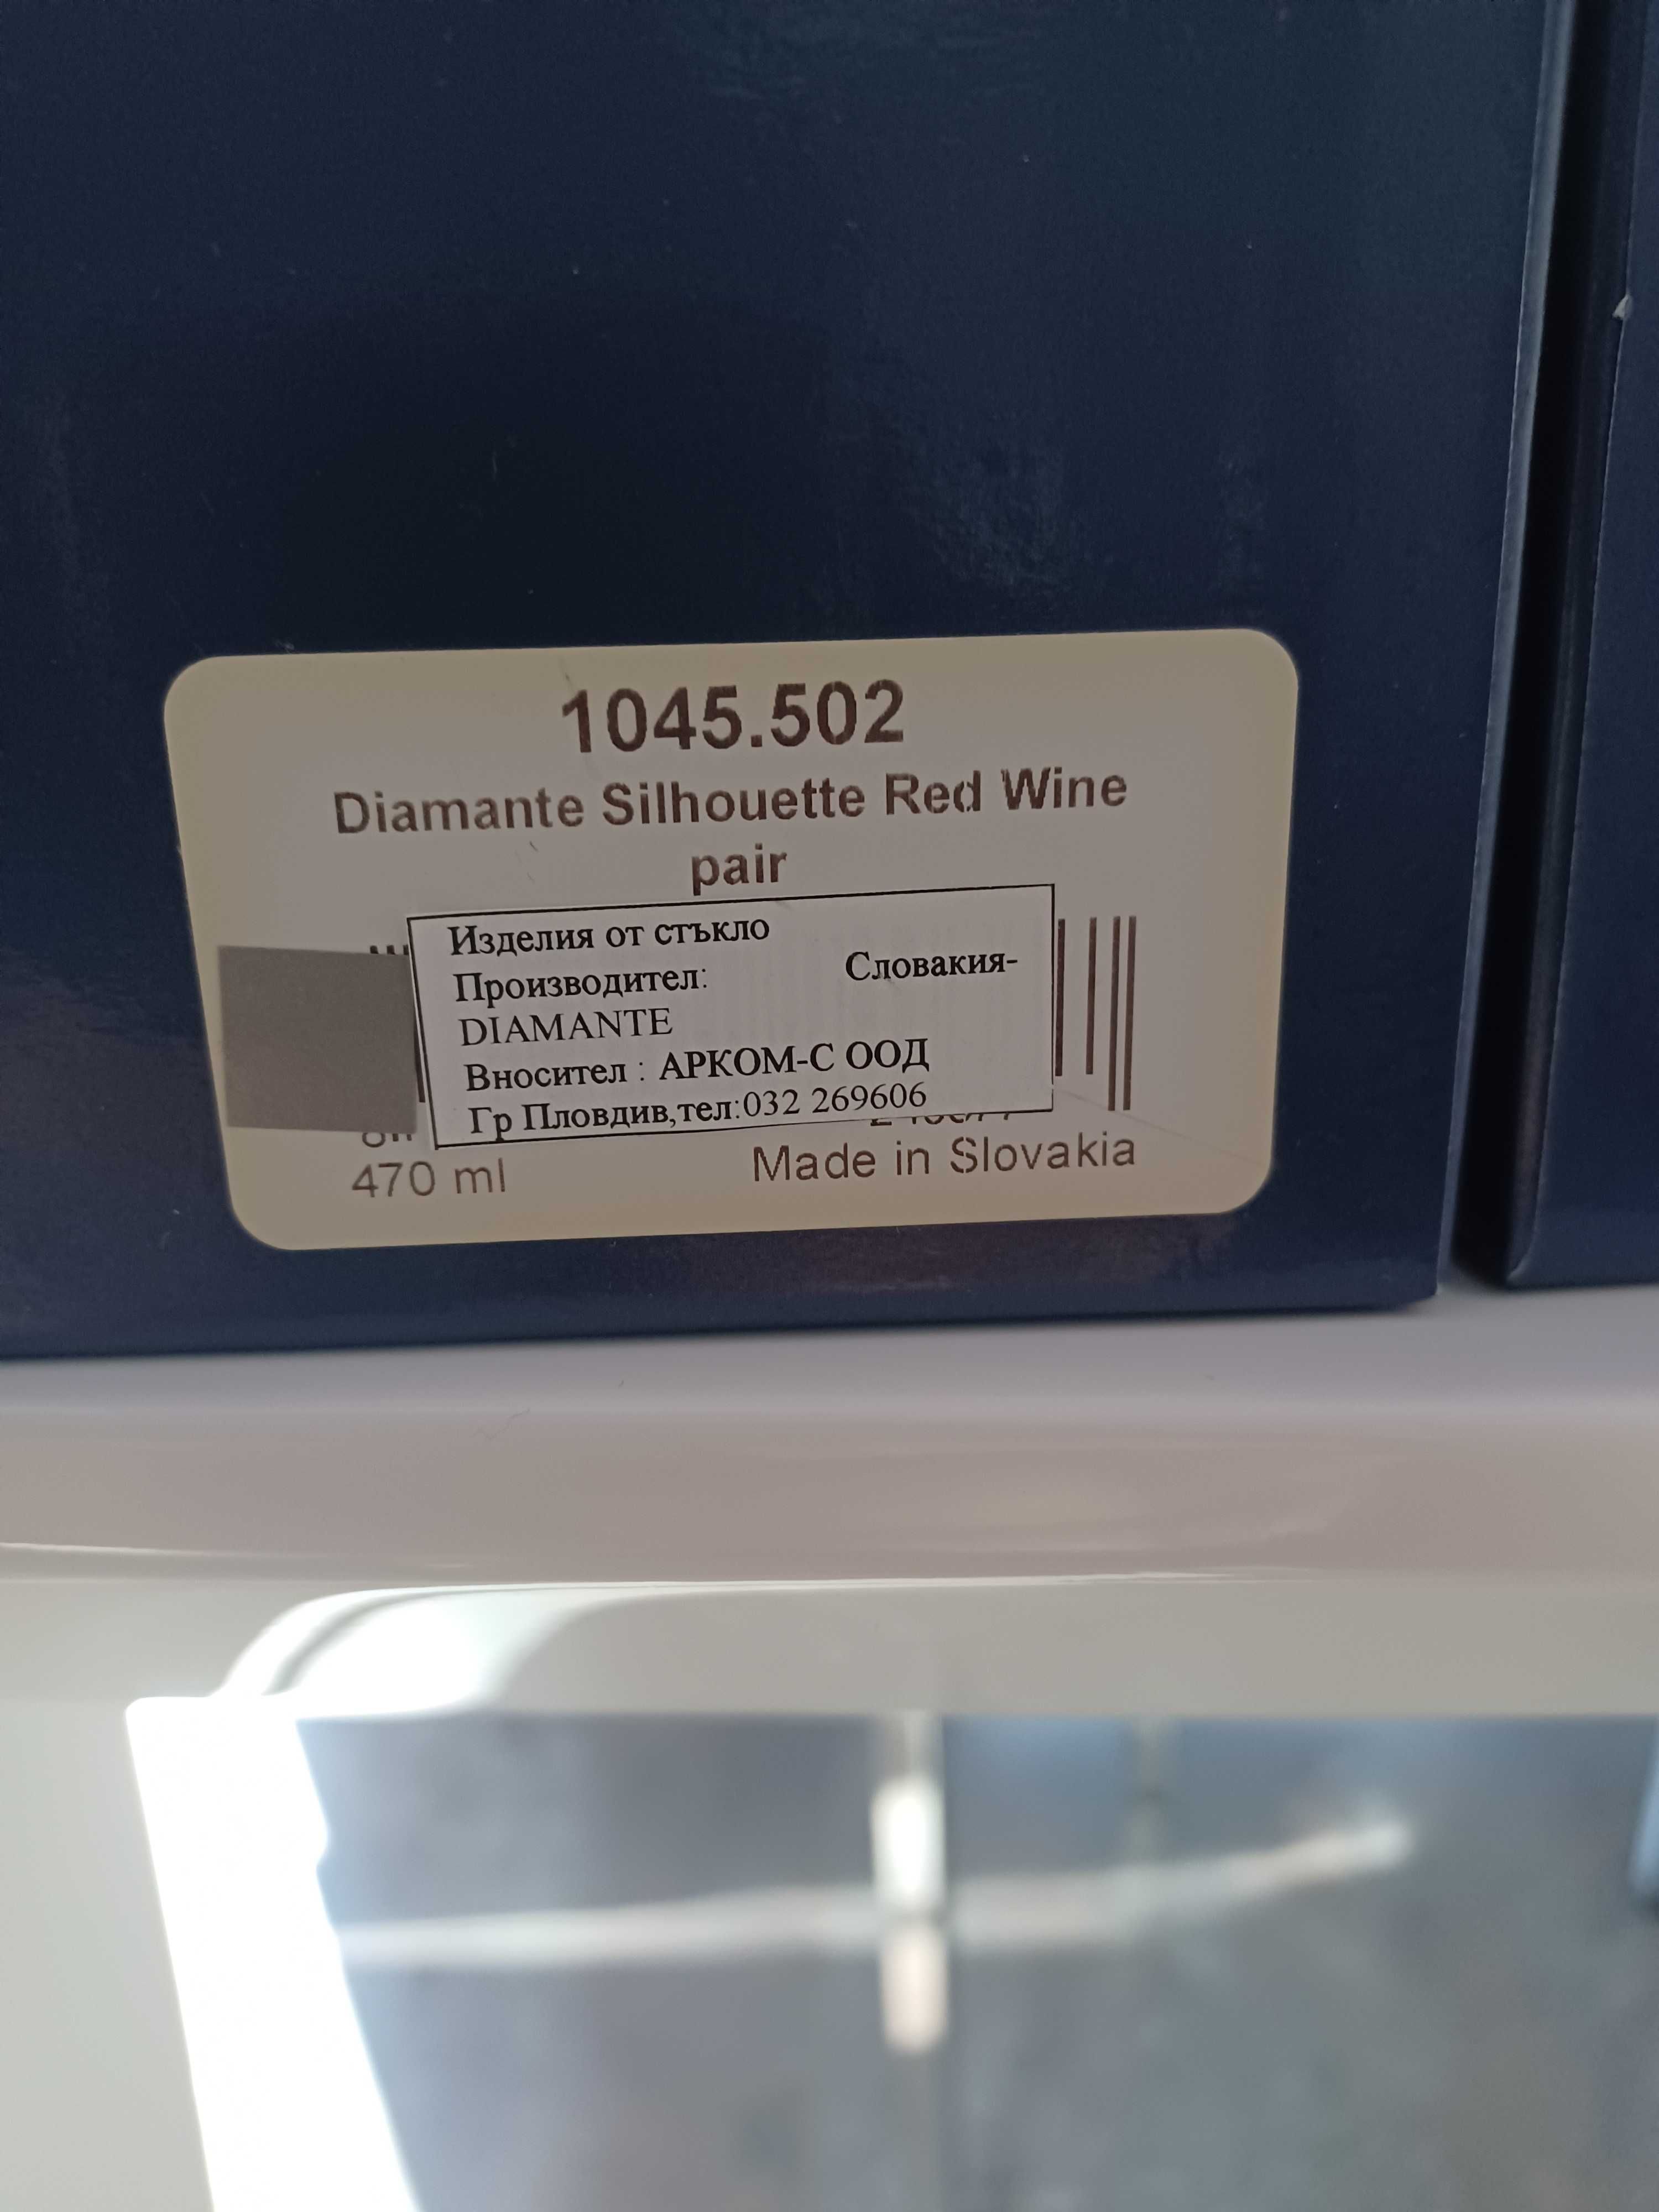 1045.502
Diamante Silhouette Red Wine
pair
Изделия от стъкло
Производител: Словакия-
DIAMANTE
Вносител : АРКОМ-С ООД
Гр Пловдив,тел:032 269606
470 ml
Made in Slovakia